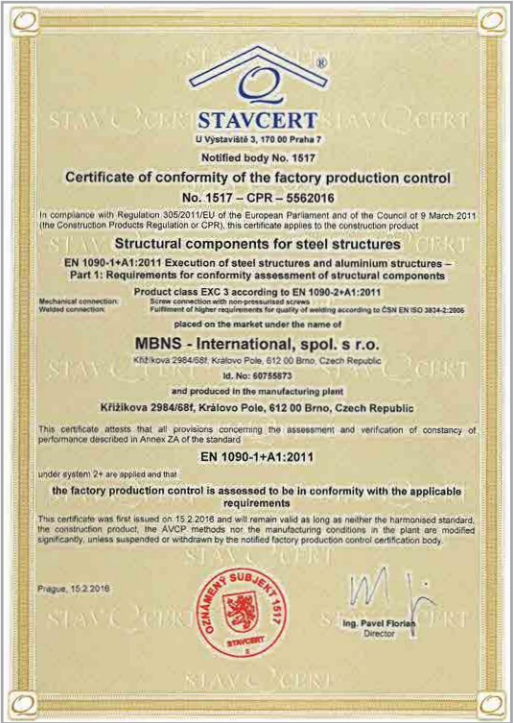 Q
®
STAVCERT
U Výstaviště 3, 170 00 Praha 7
Notified body No. 1517
Certificate of conformity of the factory production control
No. 1517 – CPR – 5562016
In compliance with Regulation 305/2011/EU of the European Parliament and of the Council of 9 March 2011
(the Construction Products Regulation or CPR), this certificate applies to the construction product
Structural components for steel structures
EN 1090-1+A1:2011 Execution of steel structures and aluminium structures –
Part 1: Requirements for conformity assessment of structural components
Product class EXC 3 according to EN 1090-2+A1:2011
Mechanical connection: Screw connection with non-pressurised screws
Welded connection: Fulfilment of higher requirements for quality of welding according to ČSN EN ISO 3834-2:2006
placed on the market under the name of
MBNS - International, spol. s r.o.
Křižíkova 2984/68f, Královo Pole, 612 00 Brno, Czech Republic
Id. No: 60755873
and produced in the manufacturing plant
Křižíkova 2984/68f, Královo Pole, 612 00 Brno, Czech Republic
This certificate attests that all provisions concerning the assessment and verification of constancy of
performance described in Annex ZA of the standard
EN 1090-1+A1:2011
under system 2+ are applied and that
the factory production control is assessed to be in conformity with the applicable
requirements
This certificate was first issued on 15.2.2016 and will remain valid as long as neither the harmonised standard,
the construction product, the AVCP methods nor the manufacturing conditions in the plant are modified
significantly, unless suspended or withdrawn by the notified factory production control certification body.
Prague, 15.2.2016
OZNÁMENÝ SUBJEKT 1517
STAVCERT
Ing. Pavel Florian
Director